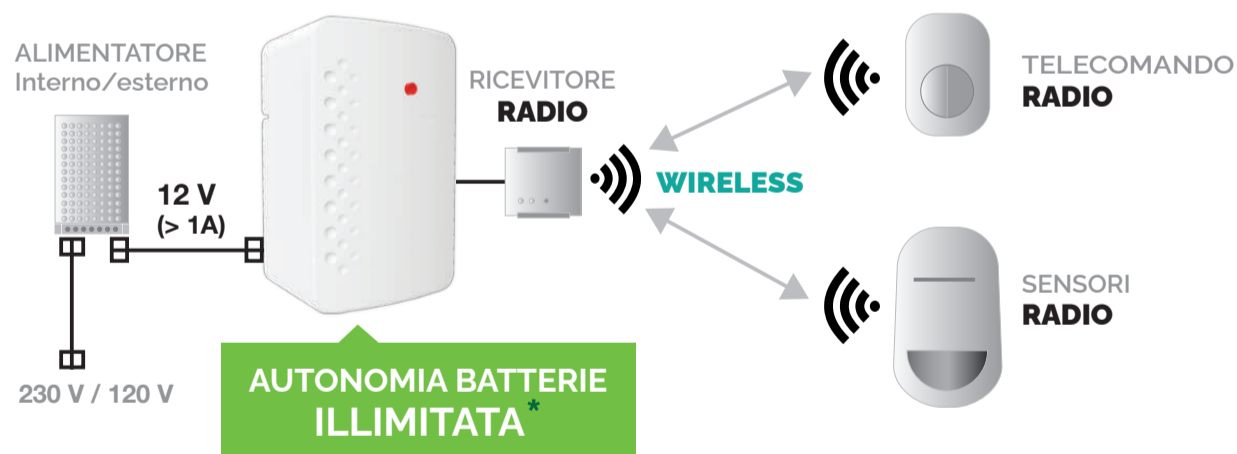 ALIMENTATORE
Interno/esterno
12 V
(> 1A)
230 V / 120 V
RICEVITORE
RADIO
WIRELESS
TELECOMANDO
RADIO
SENSORI
RADIO
AUTONOMIA BATTERIE
ILLIMITATA*